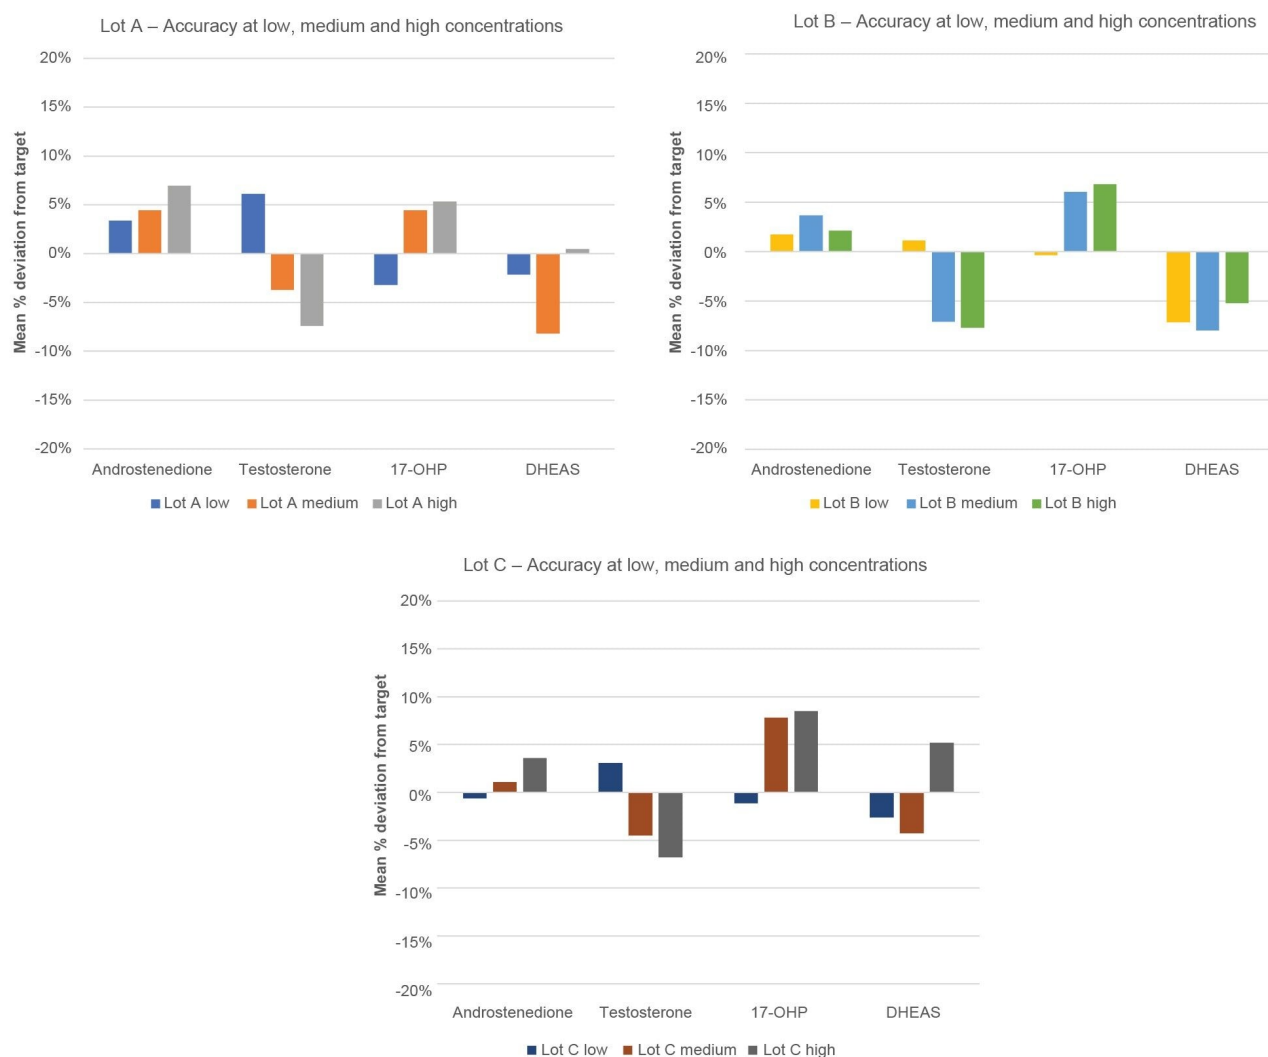 Lot A – Accuracy at low, medium and high concentrations
Mean % deviation from target
20%
15%
10%
5%
0%
-5%
-10%
-15%
-20%
Androstenedione Testosterone 17-OHP DHEAS
Lot A low Lot A medium Lot A high
Lot B – Accuracy at low, medium and high concentrations
Mean % deviation from target
20%
15%
10%
5%
0%
-5%
-10%
-15%
-20%
Androstenedione Testosterone 17-OHP DHEAS
Lot B low Lot B medium Lot B high
Lot C – Accuracy at low, medium and high concentrations
Mean % deviation from target
20%
15%
10%
5%
0%
-5%
-10%
-15%
-20%
Androstenedione Testosterone 17-OHP DHEAS
Lot C low Lot C medium Lot C high